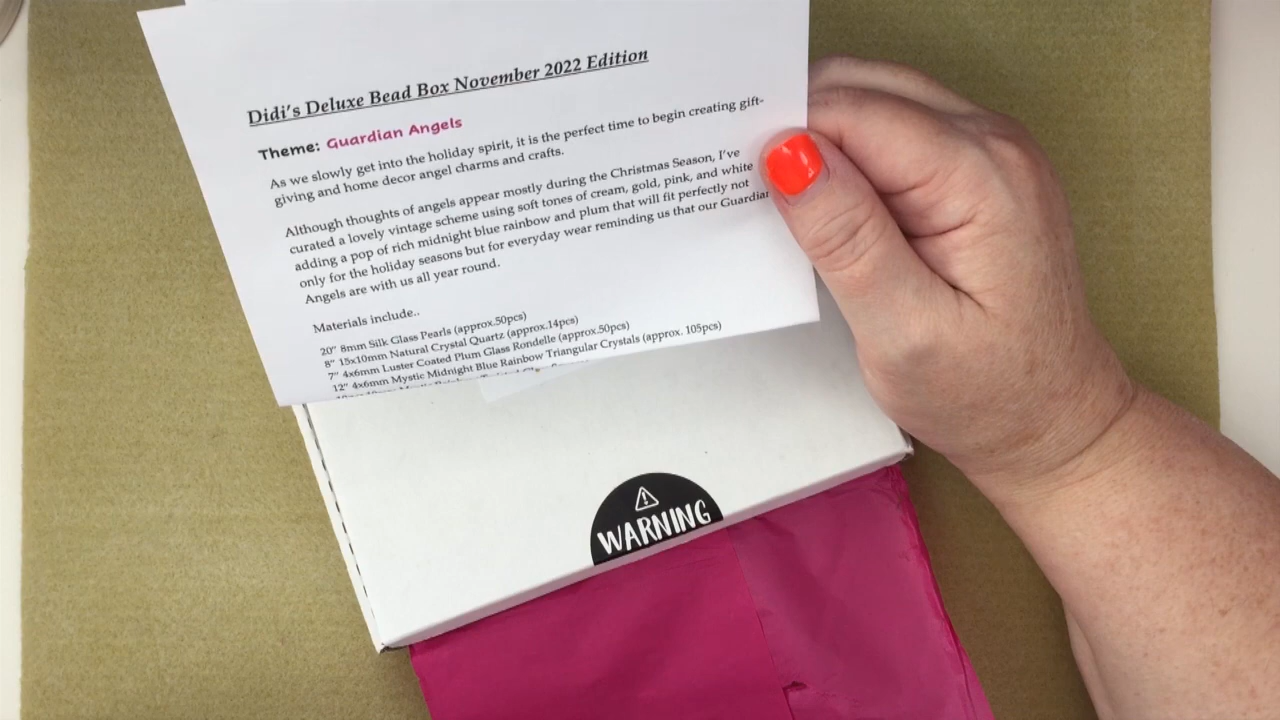 Didi's Deluxe Bead Box November 2022 Edition
Theme: Guardian Angels
As we slowly get into the holiday spirit, it is the perfect time to begin creating gift-
giving and home decor angel charms and crafts.
Although thoughts of angels appear mostly during the Christmas Season, I've
curated a lovely vintage scheme using soft tones of cream, gold, pink, and white
adding a pop of rich midnight blue rainbow and plum that will fit perfectly not
only for the holiday seasons but for everyday wear reminding us that our Guardian
Angels are with us all year round.
Materials include..
20" 8mm Silk Glass Pearls (approx.50pcs)
8" 15x10mm Natural Crystal Quartz (approx.14pcs)
7" 4x6mm Luster Coated Plum Glass Rondelle (approx.50pcs)
12" 4x6mm Mystic Midnight Blue Rainbow Triangular Crystals (approx. 105pcs)
WARNING